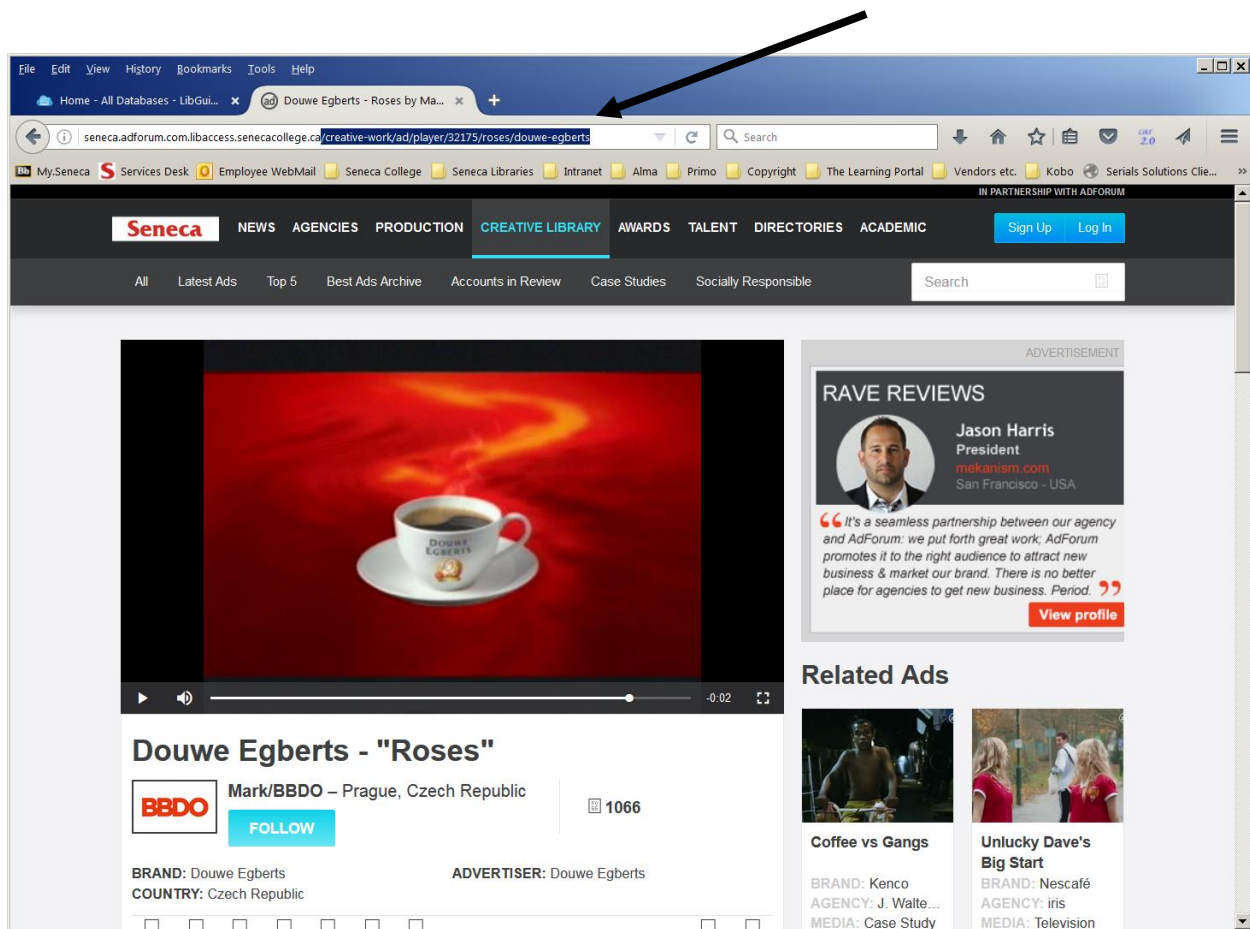 File Edit View History Bookmarks Tools Help
Home - All Databases - LibGui... × ad Douwe Egberts - Roses by Ma... × +
seneca.adforum.com.libaccess.senecacollege.ca/creative-work/ad/player/32175/roses/douwe-egberts Search
Bb My.Seneca S Services Desk Employee WebMail Seneca College Seneca Libraries Intranet Alma Primo Copyright The Learning Portal Vendors etc. Kobo Serials Solutions Clie... »
IN PARTNERSHIP WITH ADFORUM
Seneca NEWS AGENCIES PRODUCTION CREATIVE LIBRARY AWARDS TALENT DIRECTORIES ACADEMIC Sign Up Log In
All Latest Ads Top 5 Best Ads Archive Accounts in Review Case Studies Socially Responsible Search
ADVERTISEMENT
RAVE REVIEWS
Jason Harris
President
mekanism.com
San Francisco - USA
“It's a seamless partnership between our agency
and AdForum: we put forth great work; AdForum
promotes it to the right audience to attract new
business & market our brand. There is no better
place for agencies to get new business. Period.”
View profile
DOUWE
EGBERTS
-0:02
Douwe Egberts - "Roses"
BBDO
Mark/BBDO – Prague, Czech Republic
FOLLOW
1066
BRAND: Douwe Egberts ADVERTISER: Douwe Egberts
COUNTRY: Czech Republic
Related Ads
Coffee vs Gangs
BRAND: Kenco
AGENCY: J. Walte...
MEDIA: Case Study
Unlucky Dave's
Big Start
BRAND: Nescafé
AGENCY: iris
MEDIA: Television